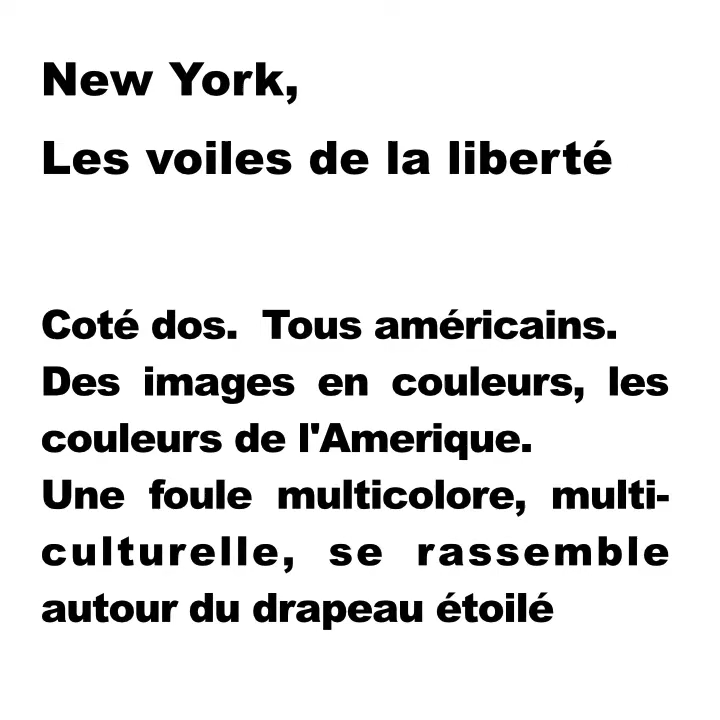 New York,
Les voiles de la liberté
Coté dos. Tous américains.
Des images en couleurs, les
couleurs de l'Amerique.
Une foule multicolore, multi-
culturelle, se rassemble
autour du drapeau étoilé